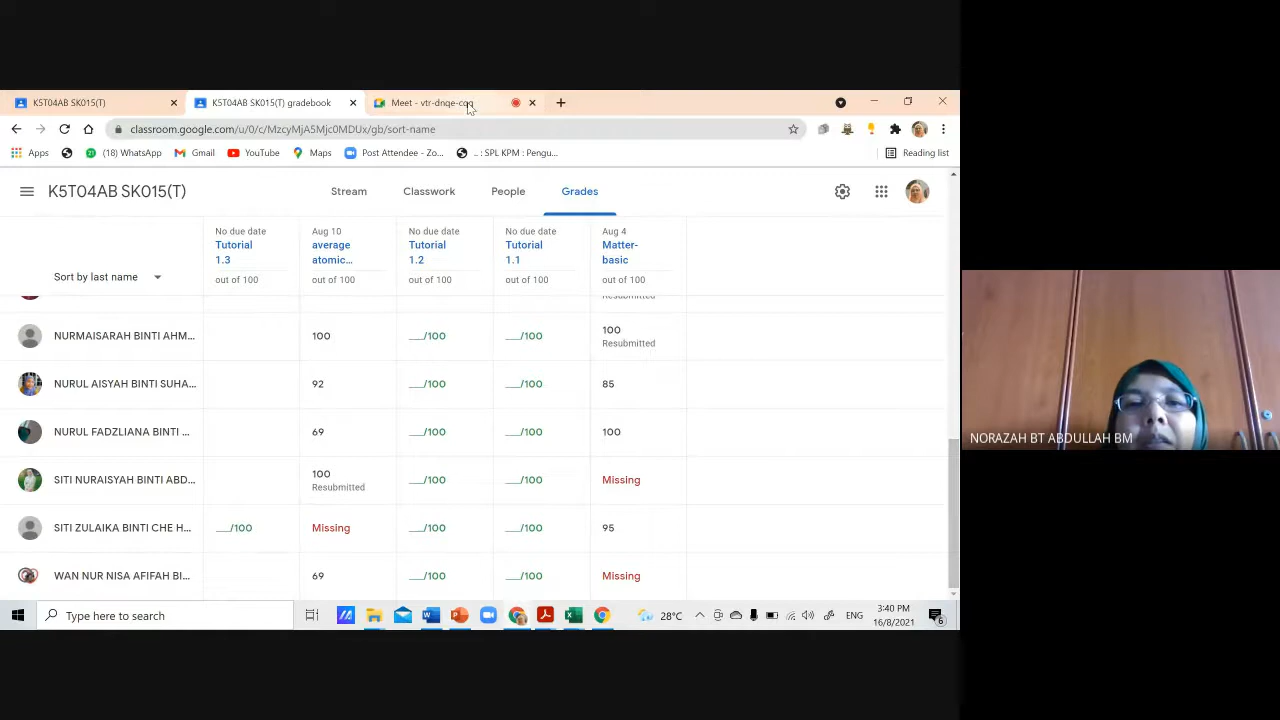 K5T04AB SK015(T)
K5T04AB SK015(T) gradebook
Meet - vtr-dnqe-coq
classroom.google.com/u/0/c/MzcyMjA5Mjc0MDUx/gb/sort-name
Apps
(18) WhatsApp
Gmail
YouTube
Maps
Post Attendee - Zo...
.. : SPL KPM : Pengu...
Reading list
K5T04AB SK015(T)
Stream
Classwork
People
Grades
Sort by last name
No due date
Tutorial
1.3
out of 100
Aug 10
average
atomic...
out of 100
No due date
Tutorial
1.2
out of 100
No due date
Tutorial
1.1
out of 100
Aug 4
Matter-
basic
out of 100
Resubmitted
NURMAISARAH BINTI AHM... 100 __/100 __/100 100
Resubmitted
NURUL AISYAH BINTI SUHA... 92 __/100 __/100 85
NURUL FADZLIANA BINTI ... 69 __/100 __/100 100
SITI NURAISYAH BINTI ABD... 100 __/100 __/100 Missing
Resubmitted
SITI ZULAIKA BINTI CHE H... __/100 Missing __/100 __/100 95
WAN NUR NISA AFIFAH BI... 69 __/100 __/100 Missing
Type here to search
28°C
ENG
3:40 PM
16/8/2021
6
NORAZAH BT ABDULLAH BM